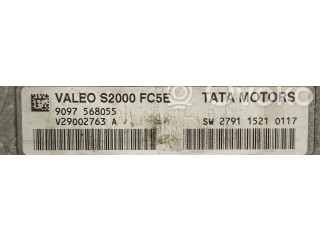 VALEO S2000 FC5E TATA MOTORS
9097 568055
V29002763 A
SW 2791 1521 0117